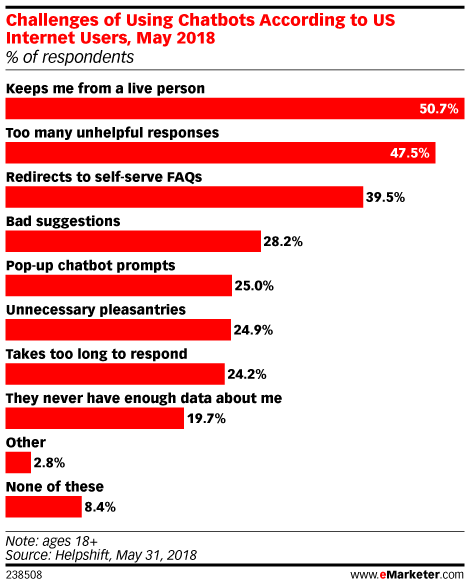 Challenges of Using Chatbots According to US
Internet Users, May 2018
% of respondents
Keeps me from a live person
50.7%
Too many unhelpful responses
47.5%
Redirects to self-serve FAQs
39.5%
Bad suggestions
28.2%
Pop-up chatbot prompts
25.0%
Unnecessary pleasantries
24.9%
Takes too long to respond
24.2%
They never have enough data about me
19.7%
Other
2.8%
None of these
8.4%
Note: ages 18+
Source: Helpshift, May 31, 2018
238508 www.eMarketer.com